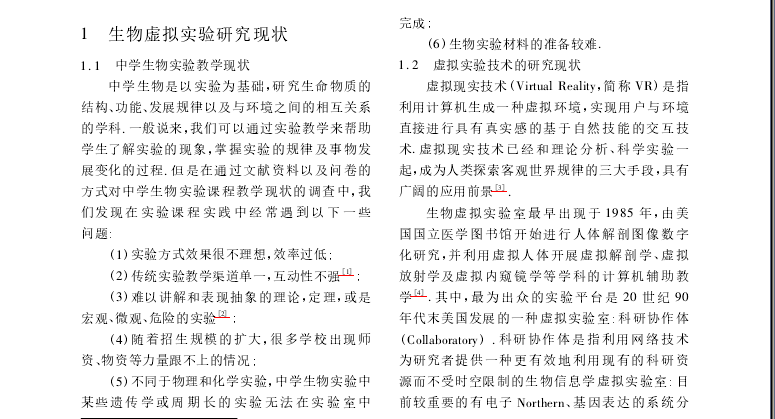 1 生物虚拟实验研究现状
1.1 中学生物实验教学现状
中学生物是以实验为基础,研究生命物质的
结构、功能、发展规律以及与环境之间的相互关系
的学科.一般说来,我们可以通过实验教学来帮助
学生了解实验的现象,掌握实验的规律及事物发
展变化的过程.但是在通过文献资料以及问卷的
方式对中学生物实验课程教学现状的调查中,我
们发现在实验课程实践中经常遇到以下一些
问题:
(1)实验方式效果很不理想,效率过低;
(2)传统实验教学渠道单一,互动性不强[1];
(3)难以讲解和表现抽象的理论,定理,或是
宏观、微观、危险的实验[2];
(4)随着招生规模的扩大,很多学校出现师
资、物资等力量跟不上的情况;
(5)不同于物理和化学实验,中学生物实验中
某些遗传学或周期长的实验无法在实验室中
完成;
(6)生物实验材料的准备较难.
1.2 虚拟实验技术的研究现状
虚拟现实技术(Virtual Reality,简称VR)是指
利用计算机生成一种虚拟环境,实现用户与环境
直接进行具有真实感的基于自然技能的交互技
术.虚拟现实技术已经和理论分析、科学实验一
起,成为人类探索客观世界规律的三大手段,具有
广阔的应用前景[3].
生物虚拟实验室最早出现于1985年,由美
国国立医学图书馆开始进行人体解剖图像数字
化研究,并利用虚拟人体开展虚拟解剖学、虚拟
放射学及虚拟内窥镜学等学科的计算机辅助教
学[4].其中,最为出众的实验平台是20世纪90
年代末美国发展的一种虚拟实验室:科研协作体
(Collaboratory).科研协作体是指利用网络技术
为研究者提供一种更有效地利用现有的科研资
源而不受时空限制的生物信息学虚拟实验室:目
前较重要的有电子Northern、基因表达的系统分